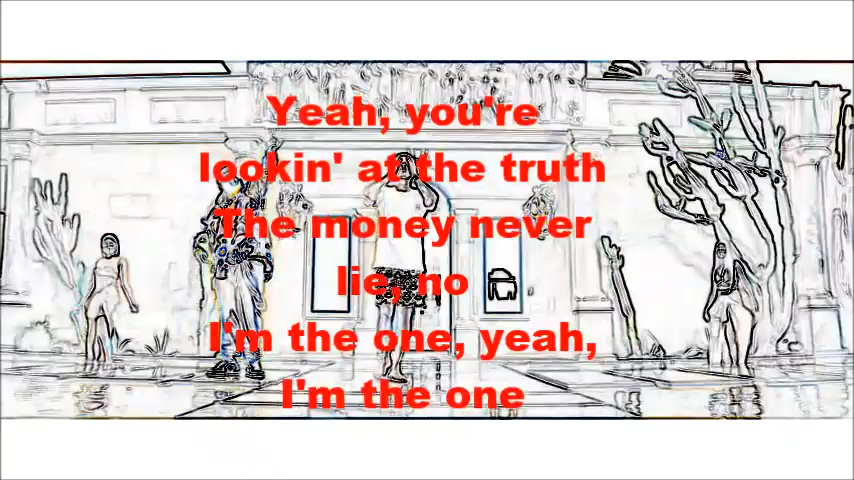 Yeah, you're
lookin' at the truth
The money never
lie, no
I'm the one, yeah,
I'm the one